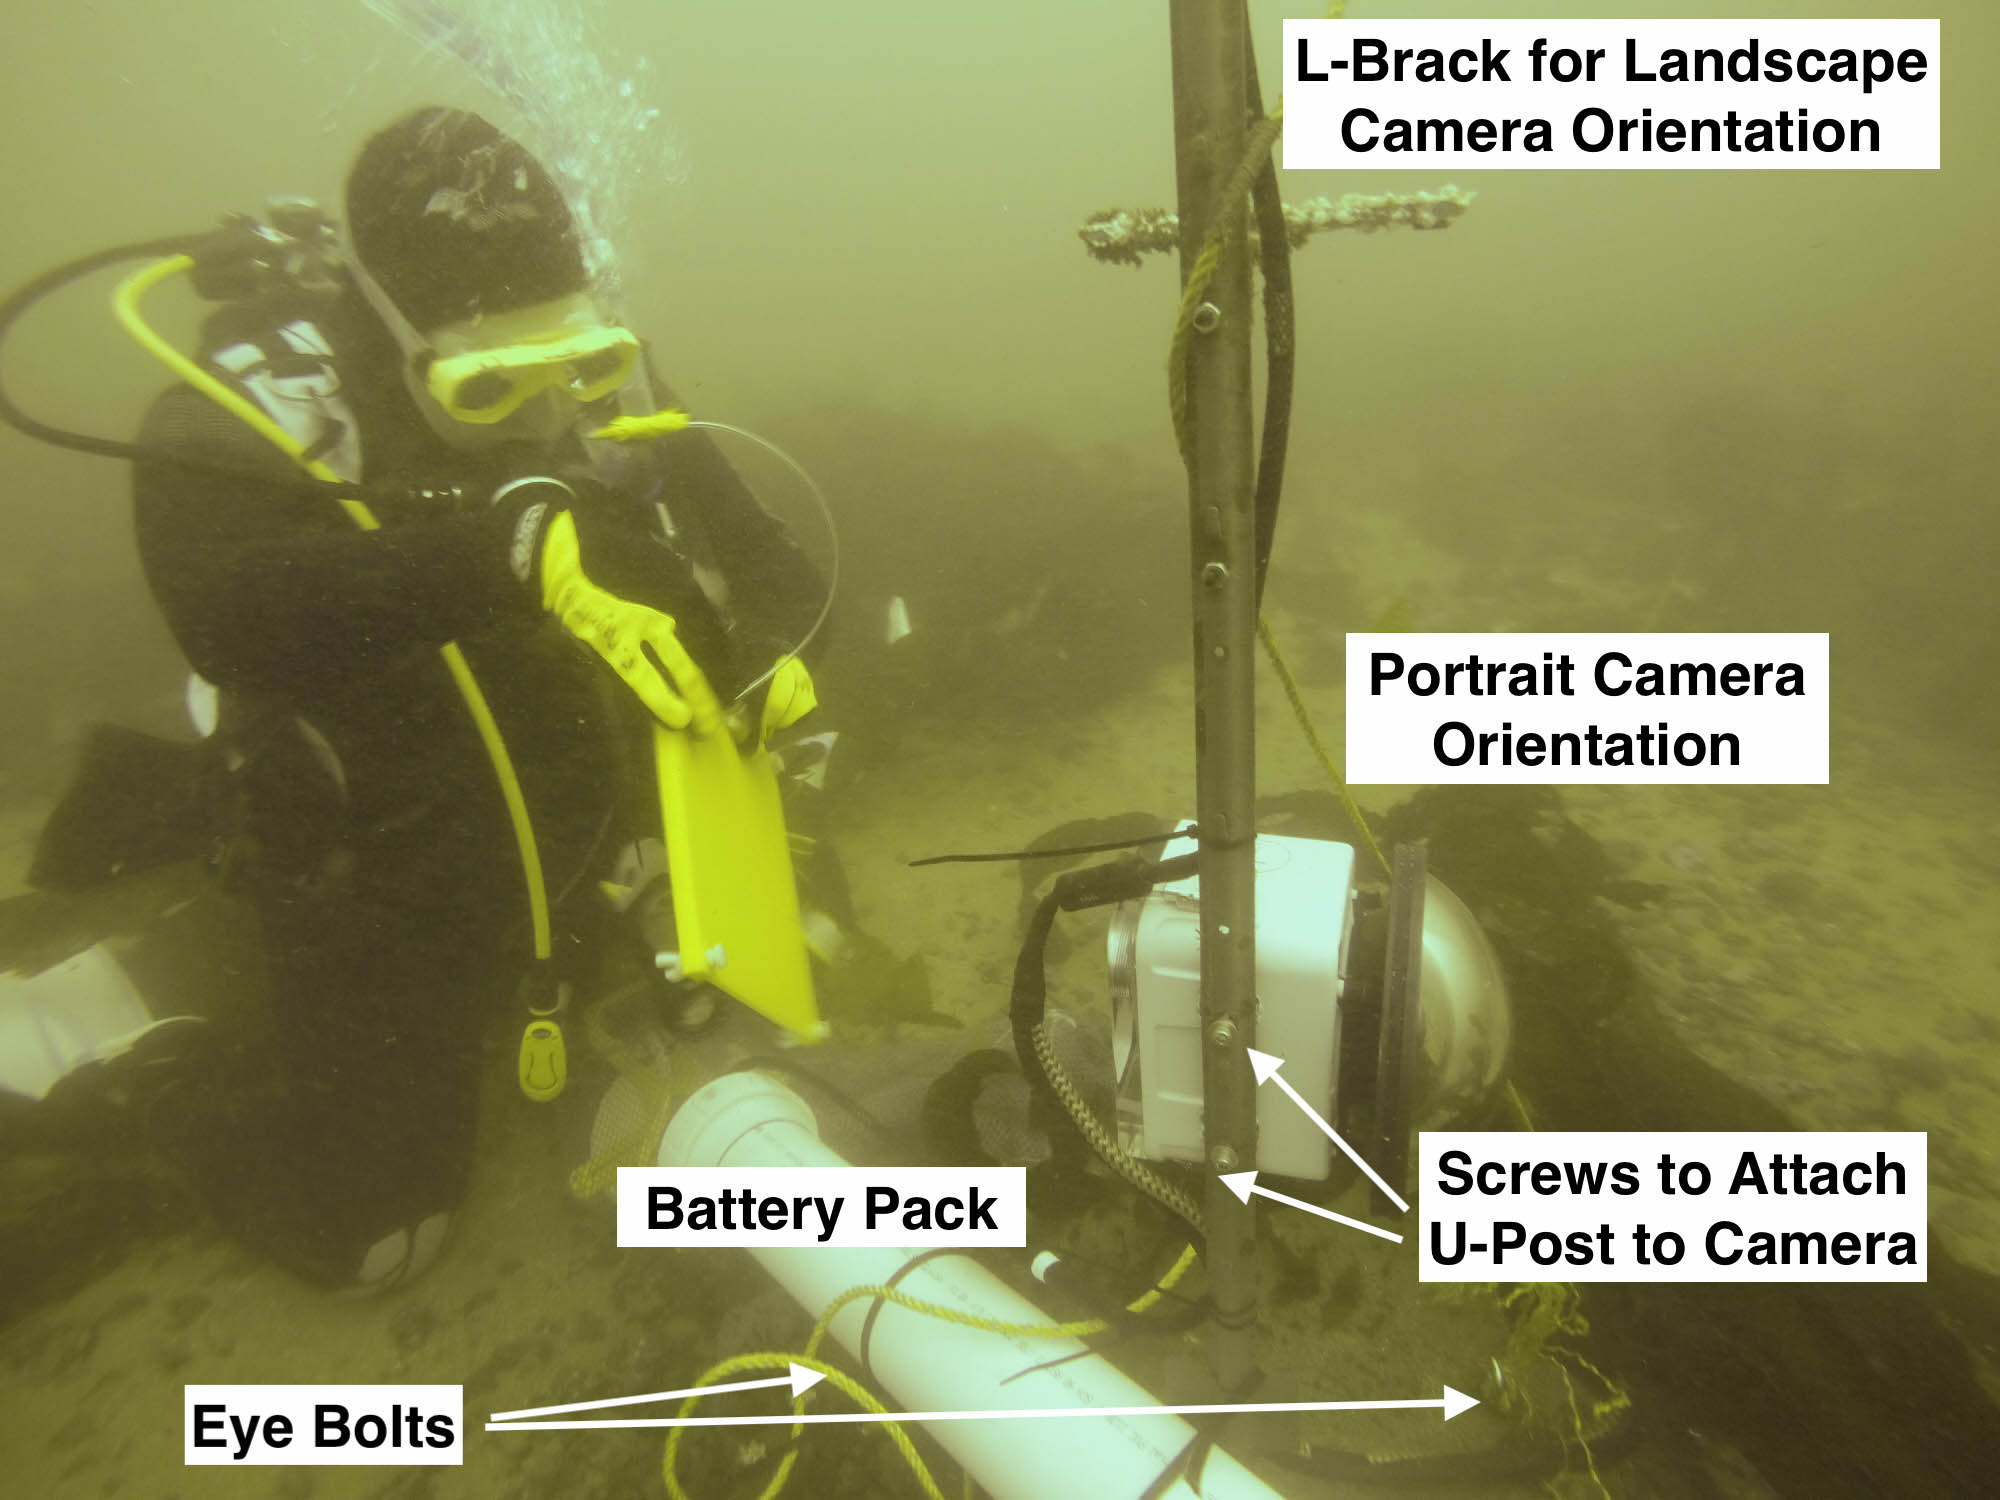 L-Brack for Landscape
Camera Orientation
Portrait Camera
Orientation
Screws to Attach
U-Post to Camera
Battery Pack
Eye Bolts